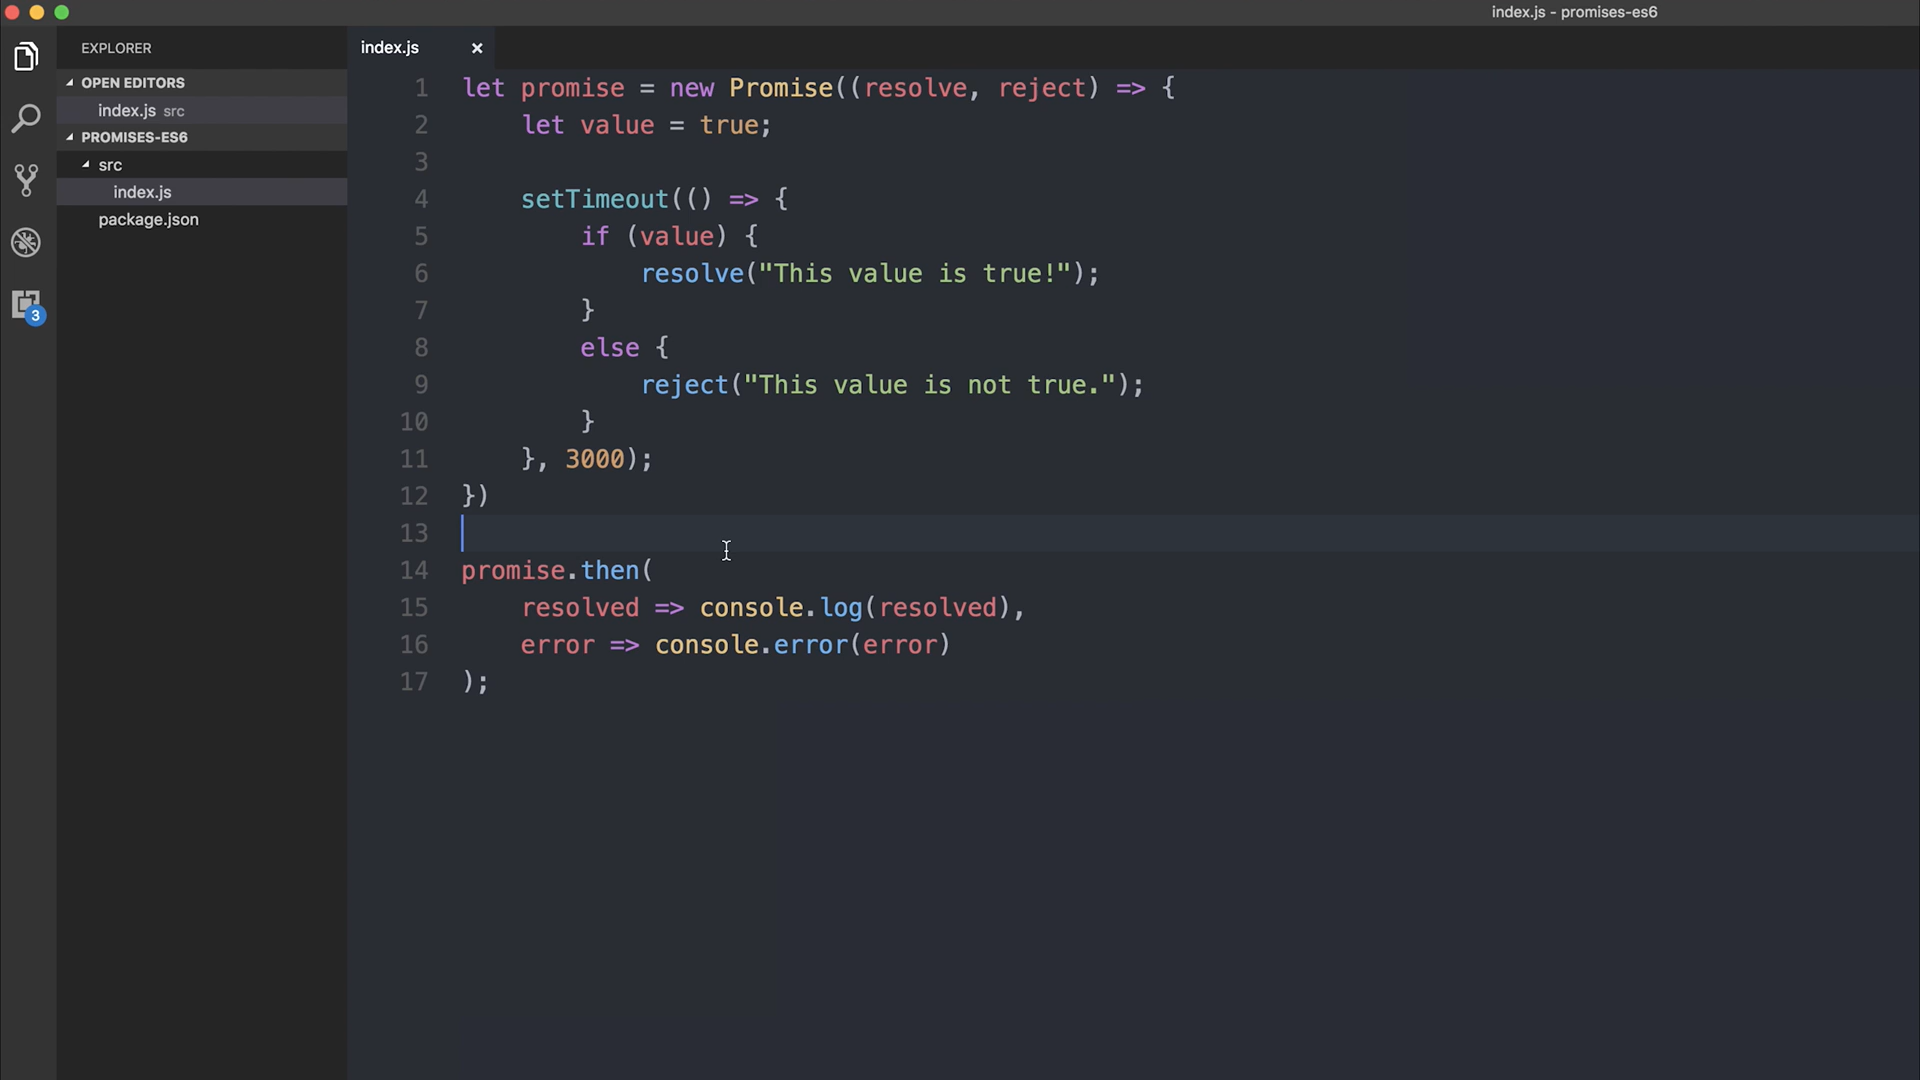 index.js - promises-es6
EXPLORER
OPEN EDITORS
index.js src
PROMISES-ES6
src
index.js
package.json
3
index.js ×
1 let promise = new Promise((resolve, reject) => {
2     let value = true;
3
4     setTimeout(() => {
5         if (value) {
6             resolve("This value is true!");
7         }
8         else {
9             reject("This value is not true.");
10         }
11     }, 3000);
12 })
13
14 promise.then(
15     resolved => console.log(resolved),
16     error => console.error(error)
17 );